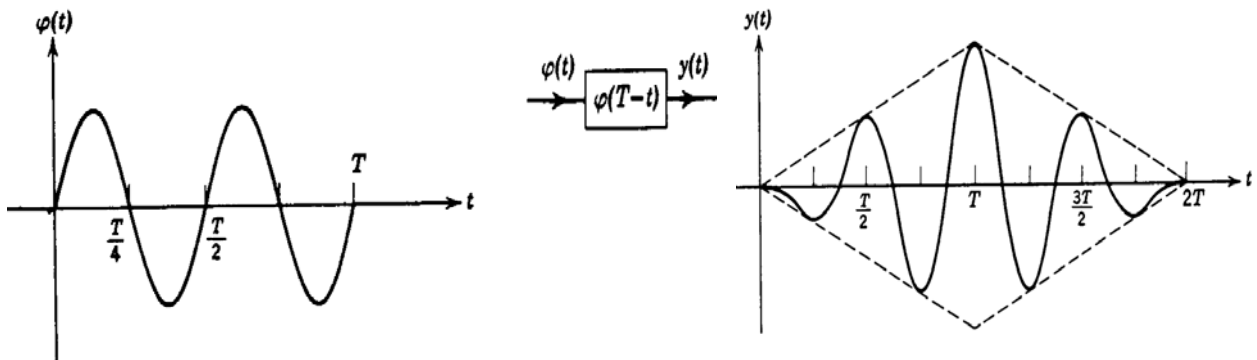 φ(t)
T
t
T/4
T/2
φ(t)
y(t)
φ(T-t)
y(t)
T/2
T
3T/2
2T
t